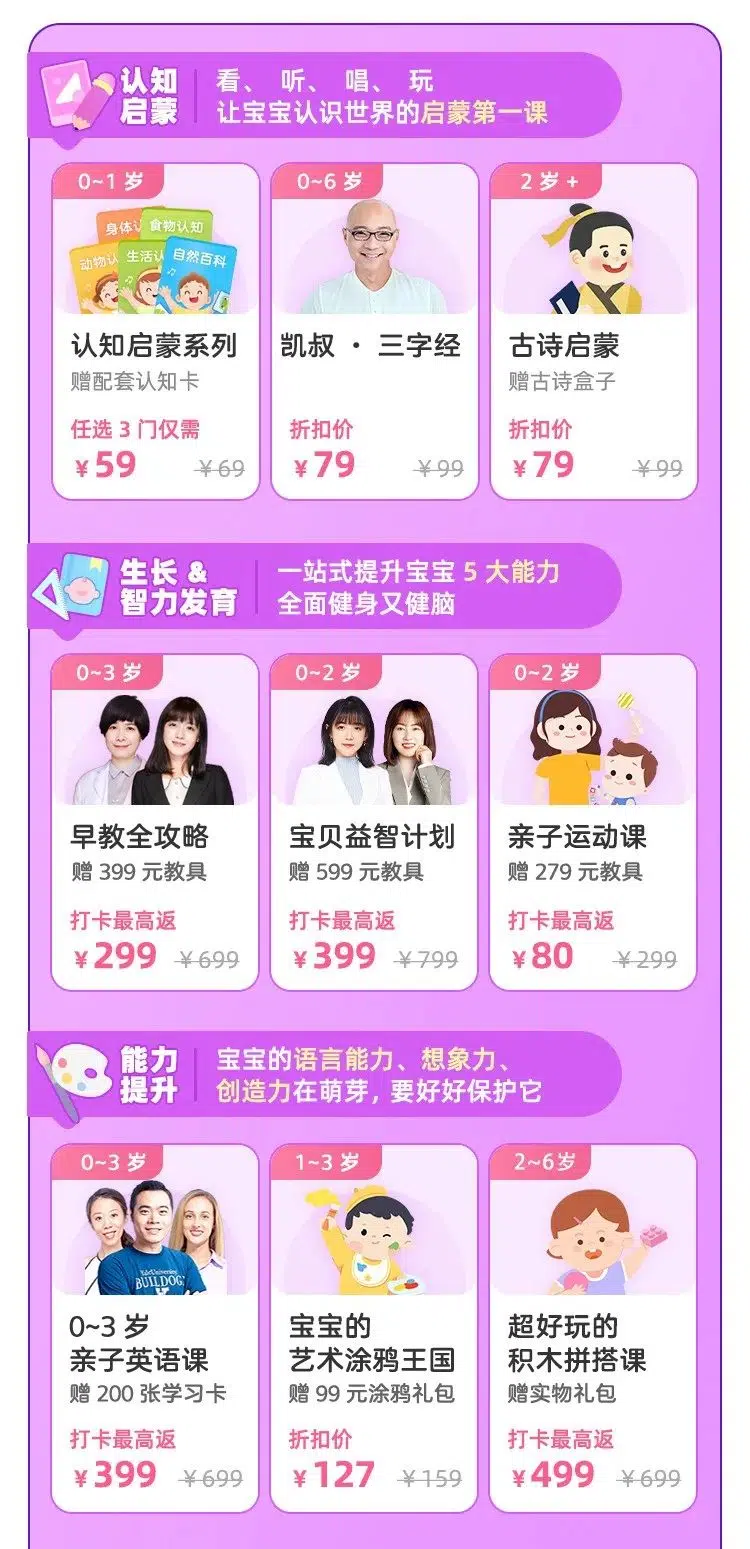 认知
启蒙
看、 听、 唱、 玩
让宝宝认识世界的启蒙第一课
0~1 岁
身体认
食物认知
动物认
生活认
自然百科
认知启蒙系列
赠配套认知卡
任选 3 门仅需
¥59
¥69
0~6 岁
凯叔 · 三字经
折扣价
¥79
¥99
2 岁 +
古诗启蒙
赠古诗盒子
折扣价
¥79
¥99
生长 &
智力发育
一站式提升宝宝 5 大能力
全面健身又健脑
0~3 岁
早教全攻略
赠 399 元教具
打卡最高返
¥299
¥699
0~2 岁
宝贝益智计划
赠 599 元教具
打卡最高返
¥399
¥799
0~2 岁
亲子运动课
赠 279 元教具
打卡最高返
¥80
¥299
能力
提升
宝宝的语言能力、想象力、
创造力在萌芽, 要好好保护它
0~3 岁
BULLDOG
0~3 岁
亲子英语课
赠 200 张学习卡
打卡最高返
¥399
¥699
1~3 岁
宝宝的
艺术涂鸦王国
赠 99 元涂鸦礼包
折扣价
¥127
¥159
2~6岁
超好玩的
积木拼搭课
赠实物礼包
打卡最高返
¥499
¥699